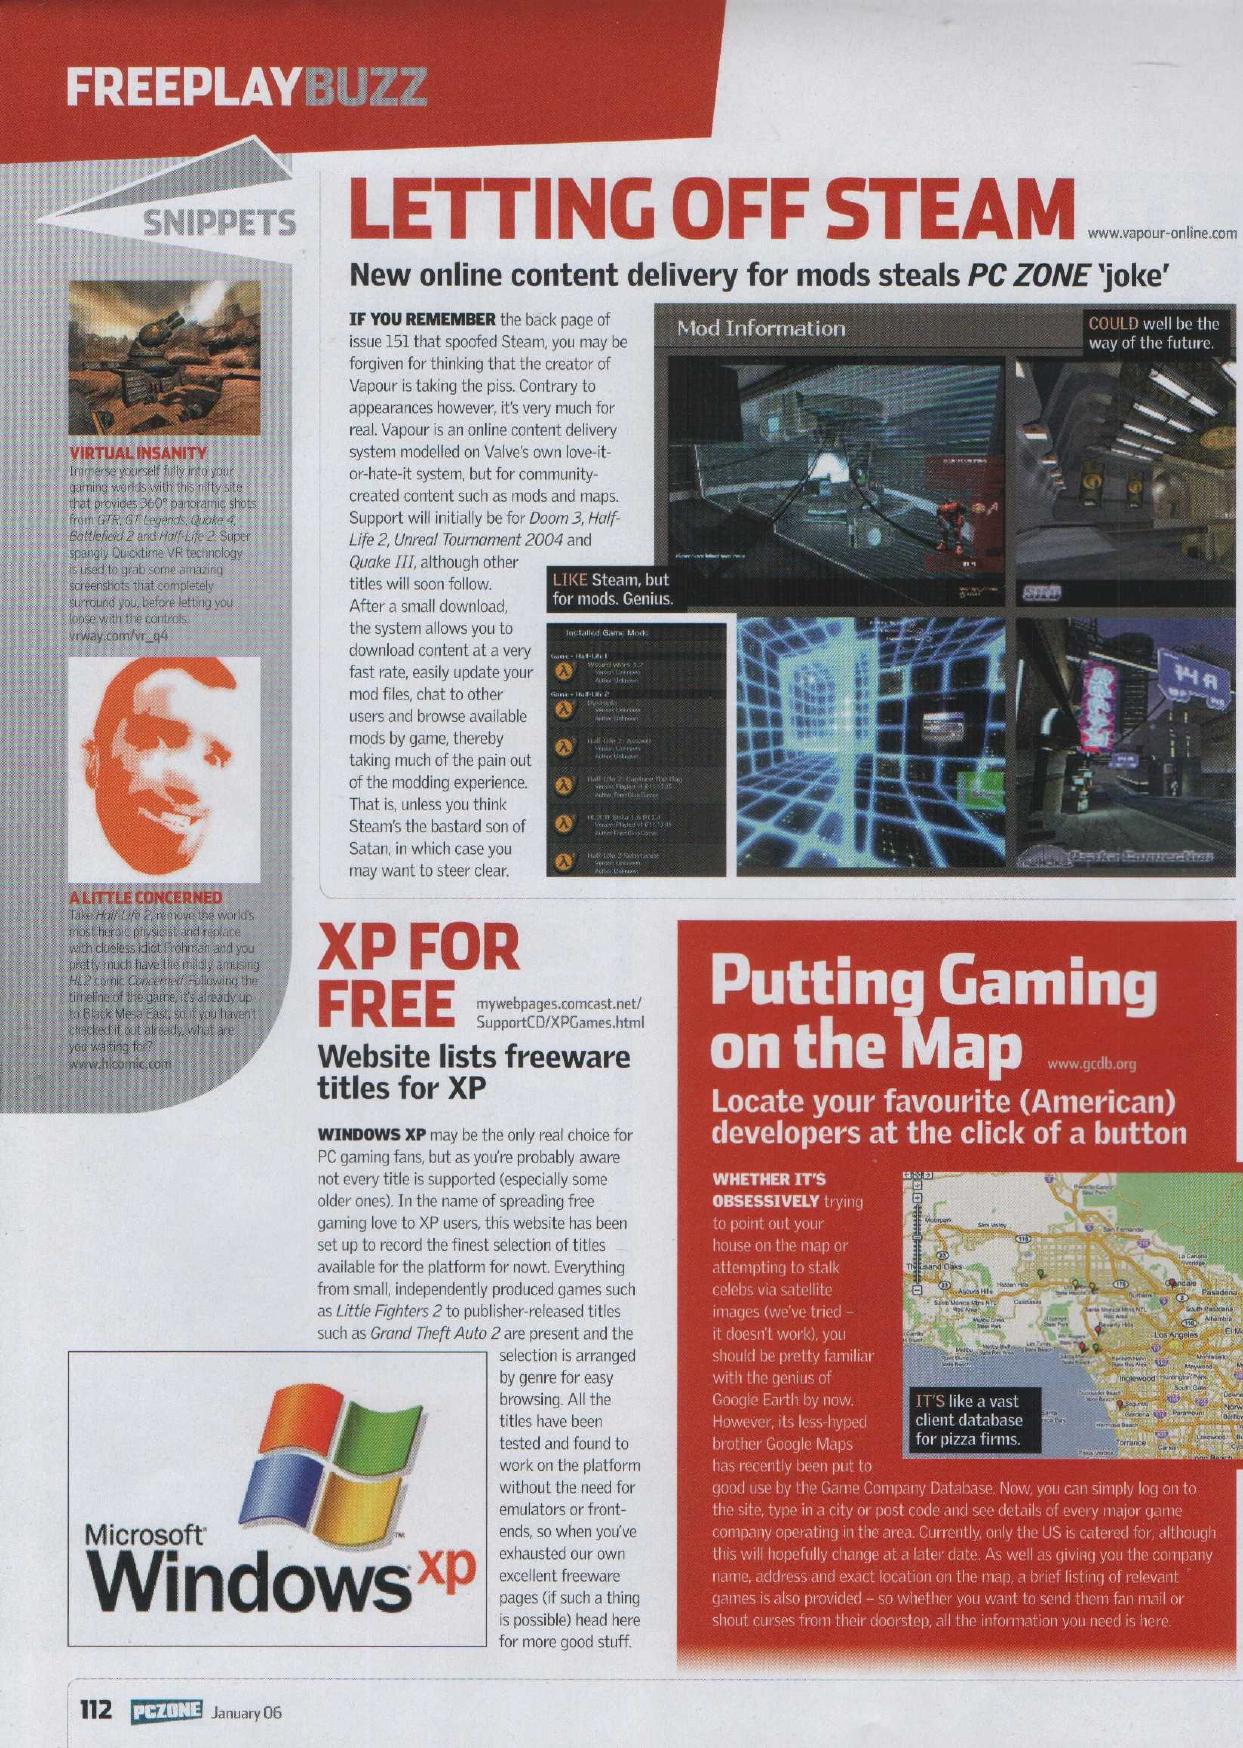 FREEPLAYBUZZ
SNIPPETS
VIRTUAL INSANITY
Immerse yourself fully into your
gaming worlds with this nifty site
that provides 360° panoramic shots
from GTR, GT Legends, Quake 4,
Battlefield 2 and Half-Life 2. Super
spangly Quicktime VR technology
is used to grab some amazing
screenshots that completely
surround you, before letting you
loose with the controls.
vrway.com/vr_q4
A LITTLE CONCERNED
Take Half-Life 2, remove the world's
most heroic physicist and replace
with clueless idiot Frohman and you
pretty much have the mildly amusing
HL2 comic Concerned. Following the
timeline of the game, it's already up
to Black Mesa East, so if you haven't
checked it out already, what are
you waiting for?
www.hlcomic.com
LETTING OFF STEAM
www.vapour-online.com
New online content delivery for mods steals PC ZONE 'joke'
IF YOU REMEMBER the back page of
issue 151 that spoofed Steam, you may be
forgiven for thinking that the creator of
Vapour is taking the piss. Contrary to
appearances however, it's very much for
real. Vapour is an online content delivery
system modelled on Valve's own love-it-
or-hate-it system, but for community-
created content such as mods and maps.
Support will initially be for Doom 3, Half-
Life 2, Unreal Tournament 2004 and
Quake III, although other
titles will soon follow.
After a small download,
the system allows you to
download content at a very
fast rate, easily update your
mod files, chat to other
users and browse available
mods by game, thereby
taking much of the pain out
of the modding experience.
That is, unless you think
Steam's the bastard son of
Satan, in which case you
may want to steer clear.
Mod Information
COULD well be the
way of the future.
LIKE Steam, but
for mods. Genius.
Installed Game Mods
Game - Half-Life 1
Game - Half-Life 2
XP FOR
FREE
mywebpages.comcast.net/
SupportCD/XPGames.html
Website lists freeware
titles for XP
WINDOWS XP may be the only real choice for
PC gaming fans, but as you're probably aware
not every title is supported (especially some
older ones). In the name of spreading free
gaming love to XP users, this website has been
set up to record the finest selection of titles
available for the platform for nowt. Everything
from small, independently produced games such
as Little Fighters 2 to publisher-released titles
such as Grand Theft Auto 2 are present and the
selection is arranged
by genre for easy
browsing. All the
titles have been
tested and found to
work on the platform
without the need for
emulators or front-
ends, so when you've
exhausted our own
excellent freeware
pages (if such a thing
is possible) head here
for more good stuff.
Microsoft
Windows xp
Putting Gaming
on the Map
www.gcdb.org
Locate your favourite (American)
developers at the click of a button
WHETHER IT'S
OBSESSIVELY trying
to point out your
house on the map or
attempting to stalk
celebs via satellite
images (we've tried –
it doesn't work), you
should be pretty familiar
with the genius of
Google Earth by now.
However, its less-hyped
brother Google Maps
has recently been put to
good use by the Game Company Database. Now, you can simply log on to
the site, type in a city or post code and see details of every major game
company operating in the area. Currently, only the US is catered for, although
this will hopefully change at a later date. As well as giving you the company
name, address and exact location on the map, a brief listing of relevant
games is also provided – so whether you want to send them fan mail or
shout curses from their doorstep, all the information you need is here.
Los Angeles
Inglewood
Torrance
Pasadena
IT'S like a vast
client database
for pizza firms.
112 PCZONE January 06